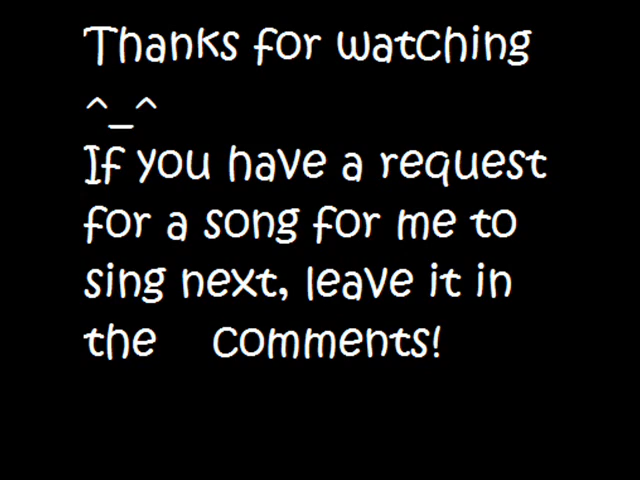 Thanks for watching
^_^
If you have a request
for a song for me to
sing next, leave it in
the    comments!